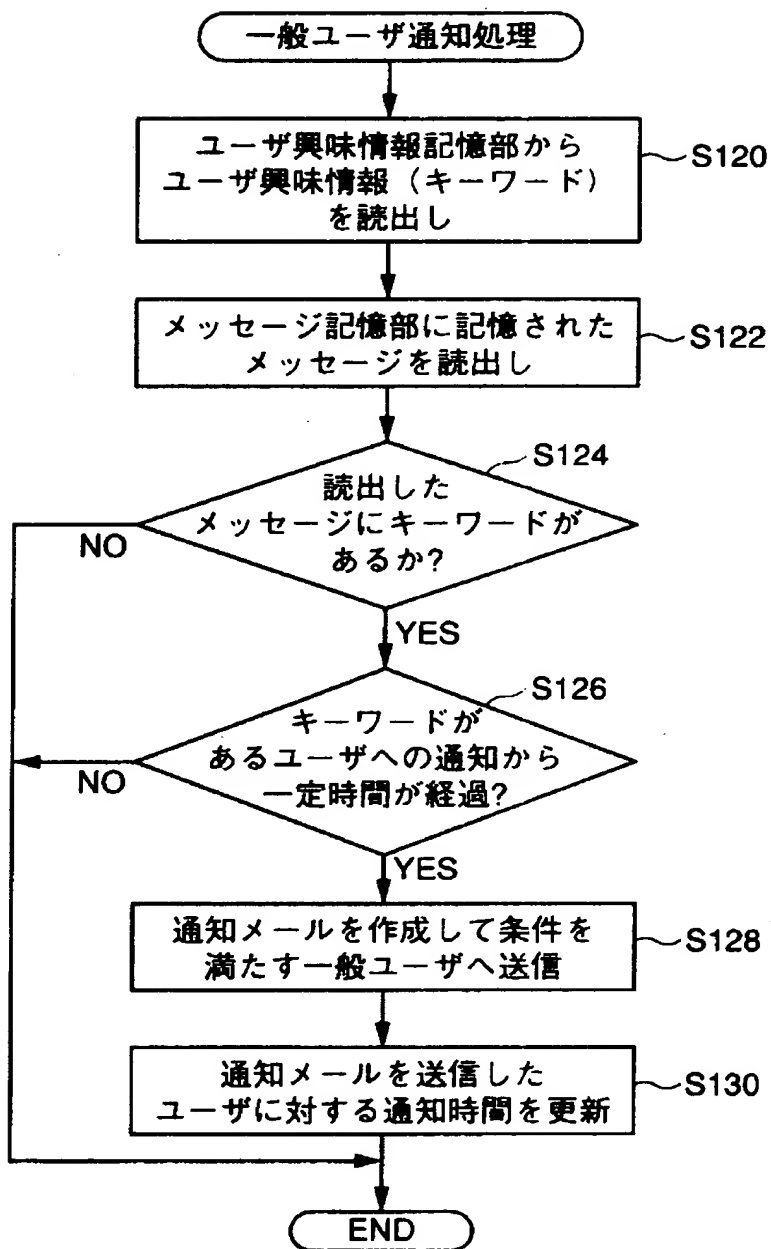 一般ユーザ通知処理
ユーザ興味情報記憶部から
ユーザ興味情報（キーワード）
を読出し
S120
メッセージ記憶部に記憶された
メッセージを読出し
S122
S124
読出した
メッセージにキーワードが
あるか?
NO
YES
S126
キーワードが
あるユーザへの通知から
一定時間が経過?
NO
YES
通知メールを作成して条件を
満たす一般ユーザへ送信
S128
通知メールを送信した
ユーザに対する通知時間を更新
S130
END